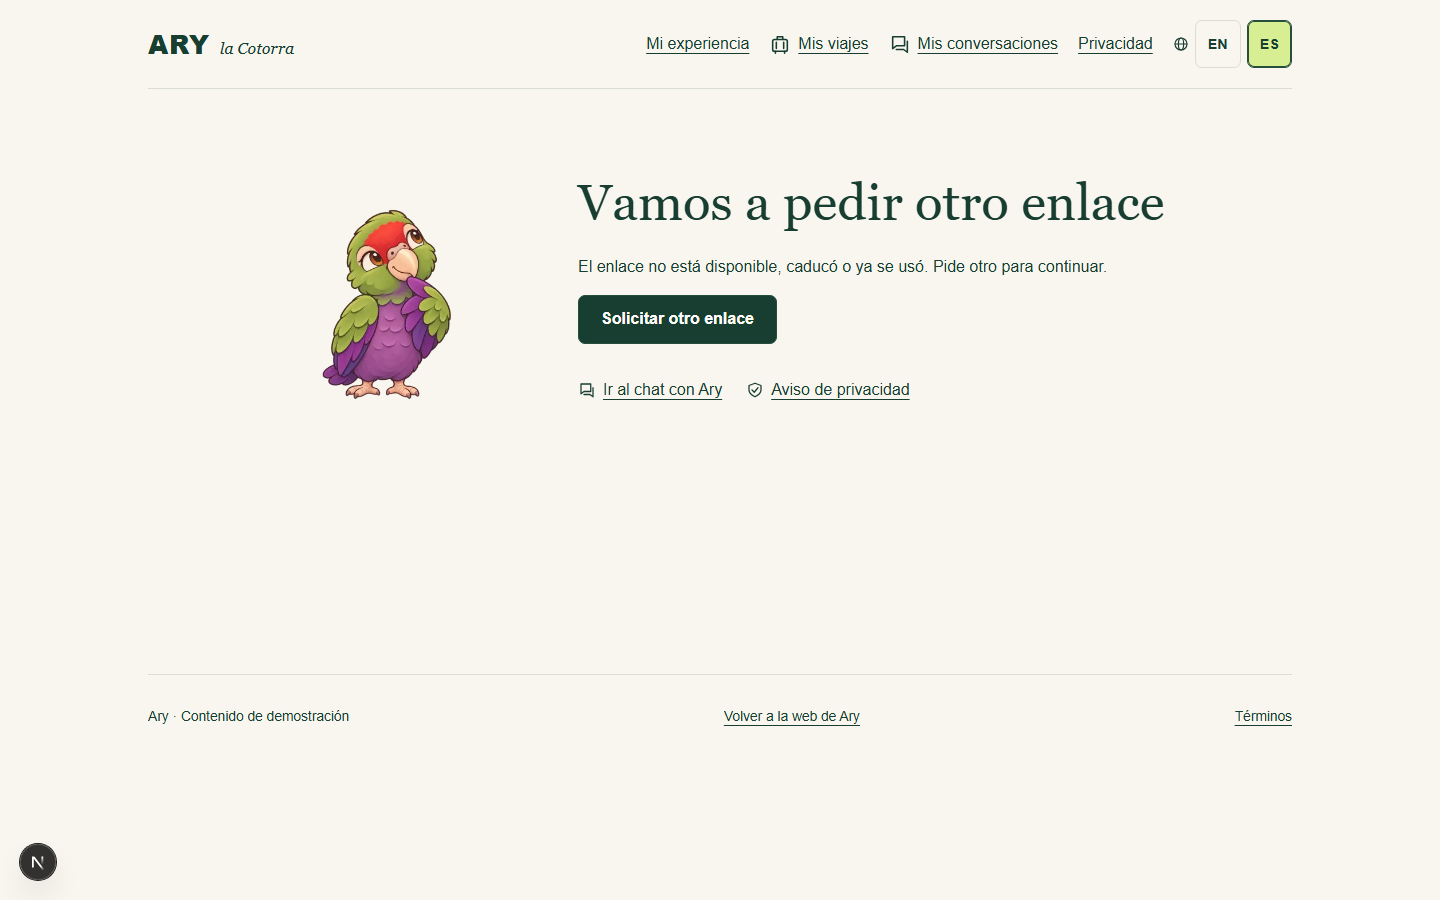 ARY la Cotorra
Mi experiencia Mis viajes Mis conversaciones Privacidad EN ES
Vamos a pedir otro enlace
El enlace no está disponible, caducó o ya se usó. Pide otro para continuar.
Solicitar otro enlace
Ir al chat con Ary Aviso de privacidad
Ary · Contenido de demostración Volver a la web de Ary Términos
N